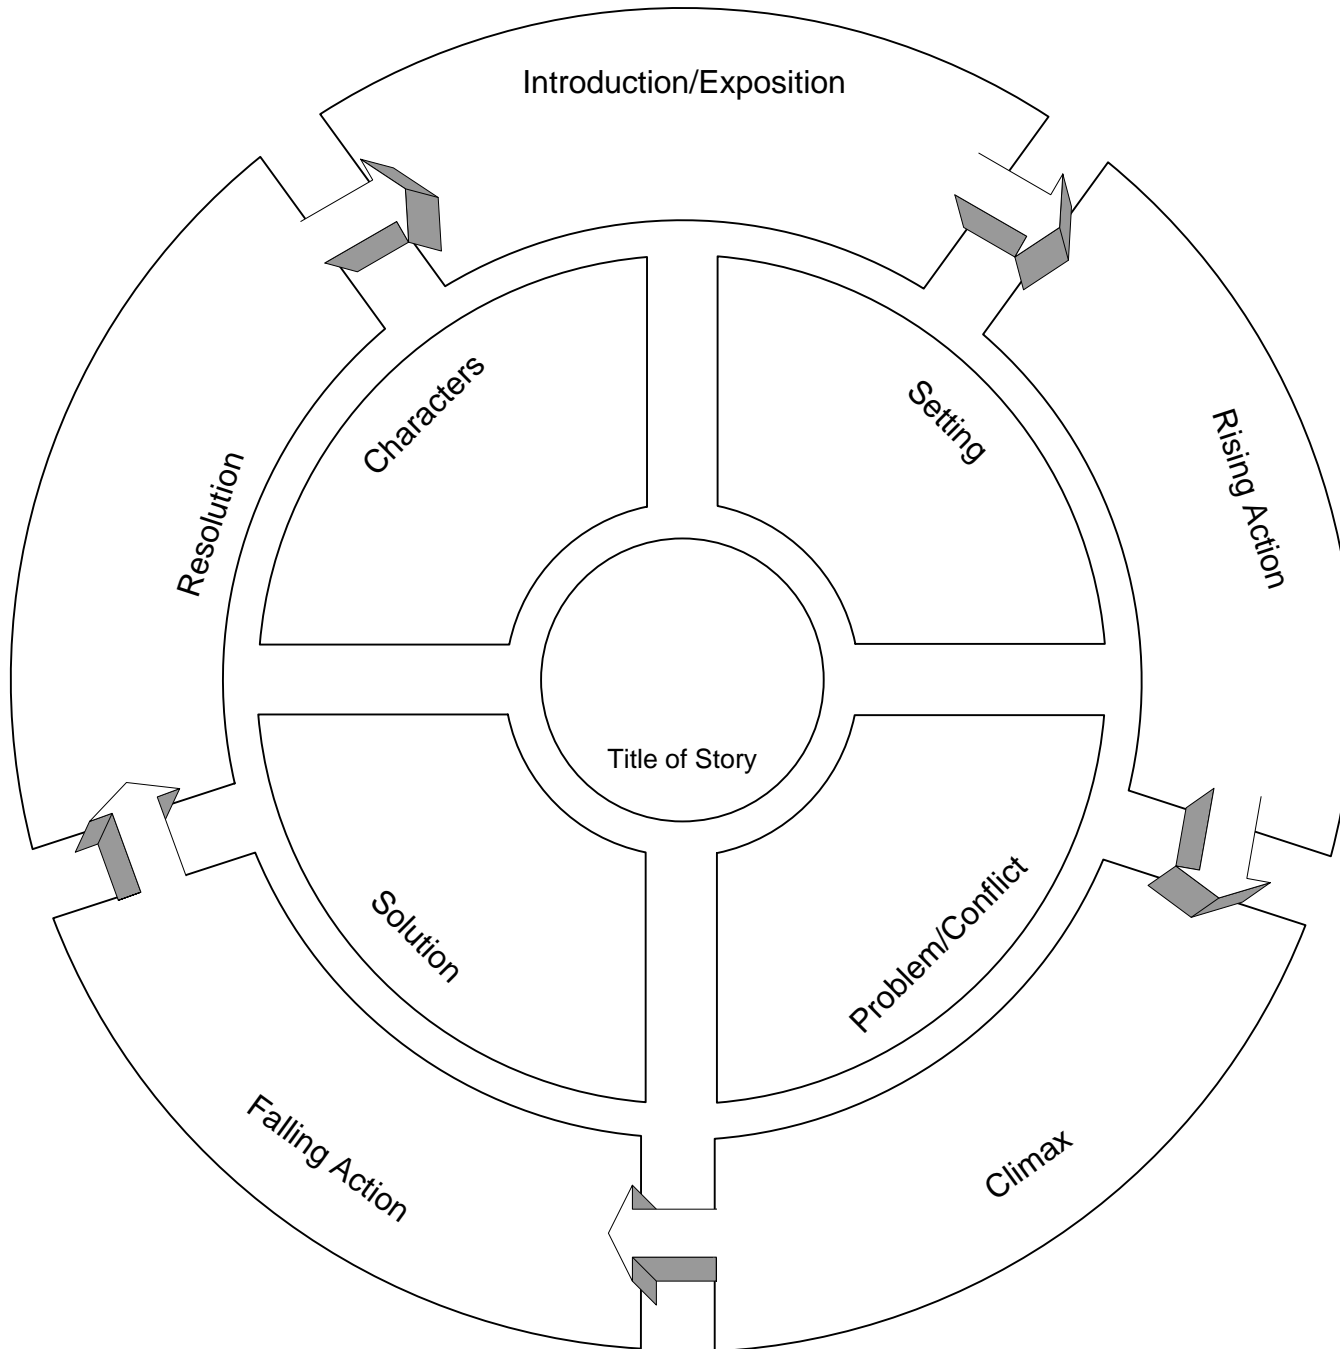 Introduction/Exposition
Characters
Setting
Rising Action
Resolution
Title of Story
Solution
Problem/Conflict
Falling Action
Climax